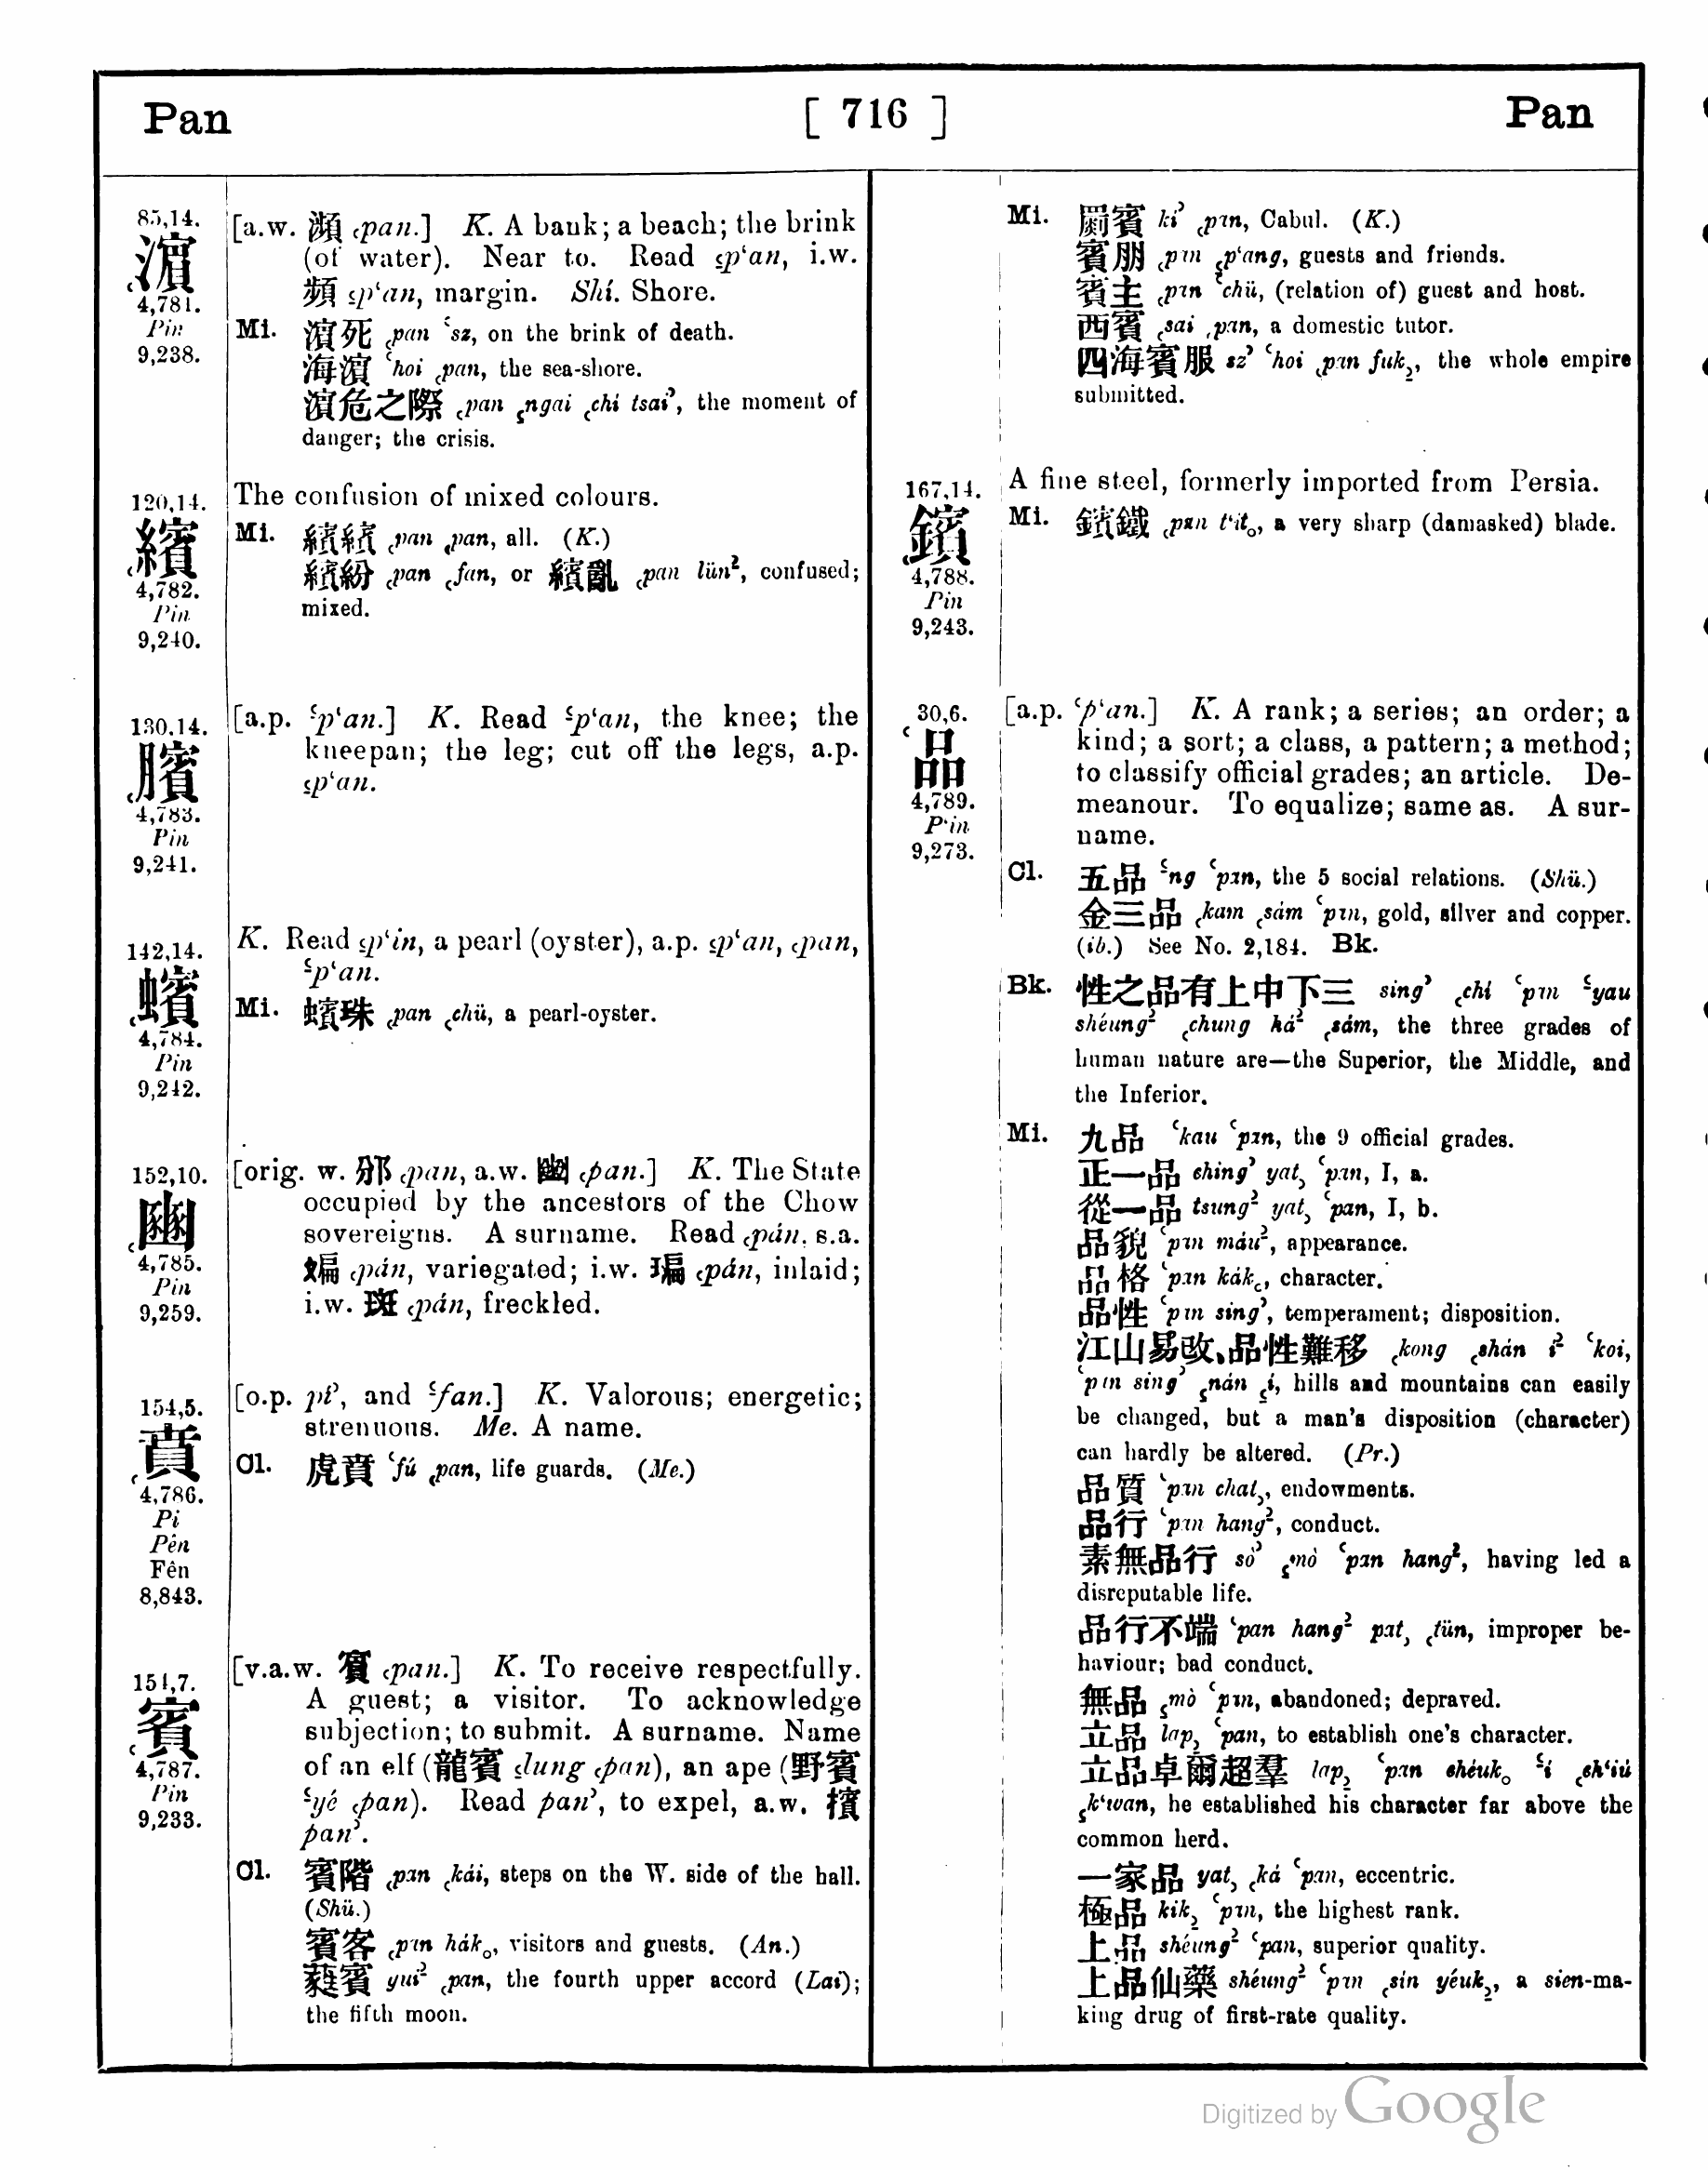 Pan [ 716 ] Pan
85,14.
濵
4,781.
Pin
9,238.
[a.w. 瀕 ꜀pan.] K. A bank; a beach; the brink
(of water). Near to. Read ꜁p‘an, i.w.
頻 ꜁p‘an, margin. Shí. Shore.
Mi. 濵死 ꜀pan ꜂sz, on the brink of death.
海濵 ꜂hoi ꜀pan, the sea-shore.
濵危之際 ꜀pan ꜁ngai ꜀chí tsai꜄, the moment of
danger; the crisis.
120,14.
繽
4,782.
Pin
9,240.
The confusion of mixed colours.
Mi. 繽繽 ꜀pan ꜀pan, all. (K.)
繽紛 ꜀pan ꜀fan, or 繽亂 ꜀pan lün², confused;
mixed.
130,14.
臏
4,783.
Pin
9,241.
[a.p. ꜃p‘an.] K. Read ꜃p‘an, the knee; the
kneepan; the leg; cut off the legs, a.p.
꜁p‘an.
142,14.
蠙
4,784.
Pin
9,242.
K. Read ꜁p‘in, a pearl (oyster), a.p. ꜁p‘an, ꜀pan,
꜃p‘an.
Mi. 蠙珠 ꜀pan ꜀chü, a pearl-oyster.
152,10.
豳
4,785.
Pin
9,259.
[orig. w. 邠 ꜀pan, a.w. ꜀pan.] K. The State
occupied by the ancestors of the Chow
sovereigns. A surname. Read ꜀pán, s.a.
꜀pán, variegated; i.w. ꜀pán, inlaid;
i.w. 斑 ꜀pán, freckled.
154,5.
賁
4,786.
Pi
Pên
Fên
8,843.
[o.p. pí꜄, and ꜃fan.] K. Valorous; energetic;
strenuous. Me. A name.
Cl. 虎賁 ꜂fú ꜀pan, life guards. (Me.)
154,7.
賓
4,787.
Pin
9,233.
[v.a.w. 賔 ꜀pan.] K. To receive respectfully.
A guest; a visitor. To acknowledge
subjection; to submit. A surname. Name
of an elf (龍賓 ꜁lung ꜀pan), an ape (野賓
꜃yé ꜀pan). Read pan꜄, to expel, a.w. 擯
pan꜄.
Cl. 賓階 ꜀pan ꜀kái, steps on the W. side of the hall.
(Shü.)
賓客 ꜀pan hák₀, visitors and guests. (An.)
蕤賓 yui² ꜀pan, the fourth upper accord (Lai);
the fifth moon.
Mi. 罽賓 kí꜄ ꜀pan, Cabul. (K.)
賓朋 ꜀pan ꜁p‘ang, guests and friends.
賓主 ꜀pan ꜂chü, (relation of) guest and host.
西賓 ꜀sai ꜀pan, a domestic tutor.
四海賓服 sz꜄ ꜂hoi ꜀pan fuk꜇, the whole empire
submitted.
167,14.
鑌
4,788.
Pin
9,243.
A fine steel, formerly imported from Persia.
Mi. 鑌鐵 ꜀pan t‘it₀, a very sharp (damasked) blade.
30,6.
品
4,789.
P‘in
9,273.
[a.p. ꜂p‘an.] K. A rank; a series; an order; a
kind; a sort; a class, a pattern; a method;
to classify official grades; an article. De-
meanour. To equalize; same as. A sur-
name.
Cl. 五品 ꜃ng ꜂pan, the 5 social relations. (Shü.)
金三品 ꜀kam ꜀sám ꜂pan, gold, silver and copper.
(ib.) See No. 2,184. Bk.
Bk. 性之品有上中下三 sing꜄ ꜀chí ꜂pan ꜃yau
shéung² ꜀chung há² ꜀sám, the three grades of
human nature are—the Superior, the Middle, and
the Inferior.
Mi. 九品 ꜂kau ꜂pan, the 9 official grades.
正一品 ching꜄ yat꜆ ꜂pan, I, a.
從一品 tsung² yat꜆ ꜂pan, I, b.
品貌 ꜂pan máu², appearance.
品格 ꜂pan kák₀, character.
品性 ꜂pan sing꜄, temperament; disposition.
江山易改、品性難移 ꜀kong ꜀shán í² ꜂koi,
꜂pan sing꜄ ꜁nán ꜁í, hills and mountains can easily
be changed, but a man's disposition (character)
can hardly be altered. (Pr.)
品質 ꜂pan chat꜆, endowments.
品行 ꜂pan hang², conduct.
素無品行 sò꜄ ꜁mò ꜂pan hang², having led a
disreputable life.
品行不端 ꜂pan hang² pat꜆ ꜀tün, improper be-
haviour; bad conduct.
無品 ꜁mò ꜂pan, abandoned; depraved.
立品 lap꜇ ꜂pan, to establish one's character.
立品卓爾超羣 lap꜇ ꜂pan ch‘éuk₀ ꜃í ꜀ch‘iú
꜁k‘wan, he established his character far above the
common herd.
一家品 yat꜆ ꜀ká ꜂pan, eccentric.
極品 kik꜇ ꜂pan, the highest rank.
上品 shéung² ꜂pan, superior quality.
上品仙藥 shéung² ꜂pan ꜀sin yéuk꜇, a sien-ma-
king drug of first-rate quality.
Digitized by Google